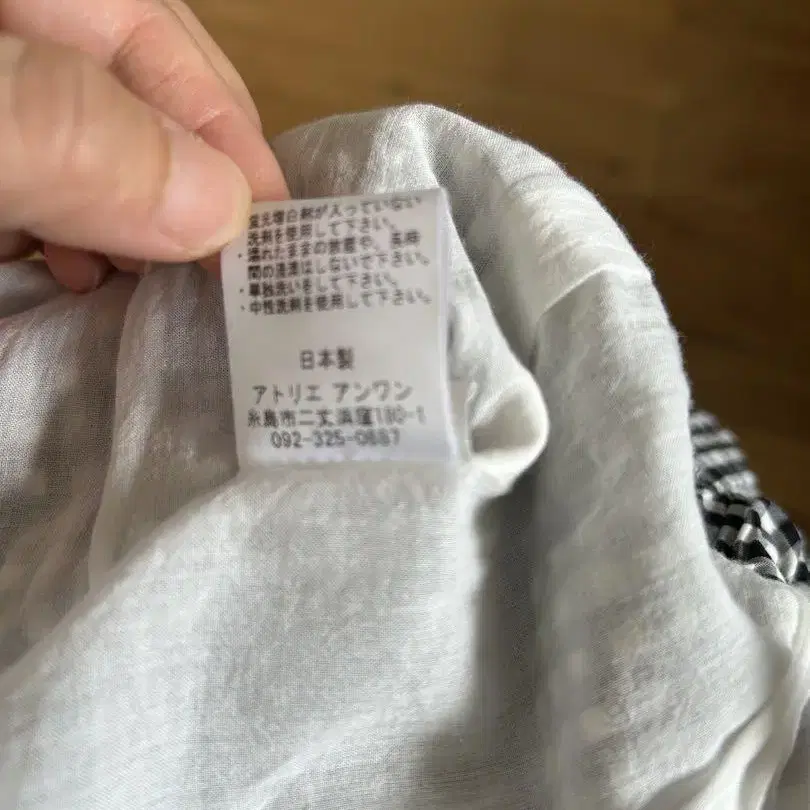 蛍光増白剤が入っていない
洗剤を使用して下さい。
・濡れたままの放置や、長時
間の浸漬はしないで下さい。
・単独洗いをして下さい。
・中性洗剤を使用して下さい。
日本製
アトリエ アンワン
糸島市二丈浜窪180-1
092-325-0887